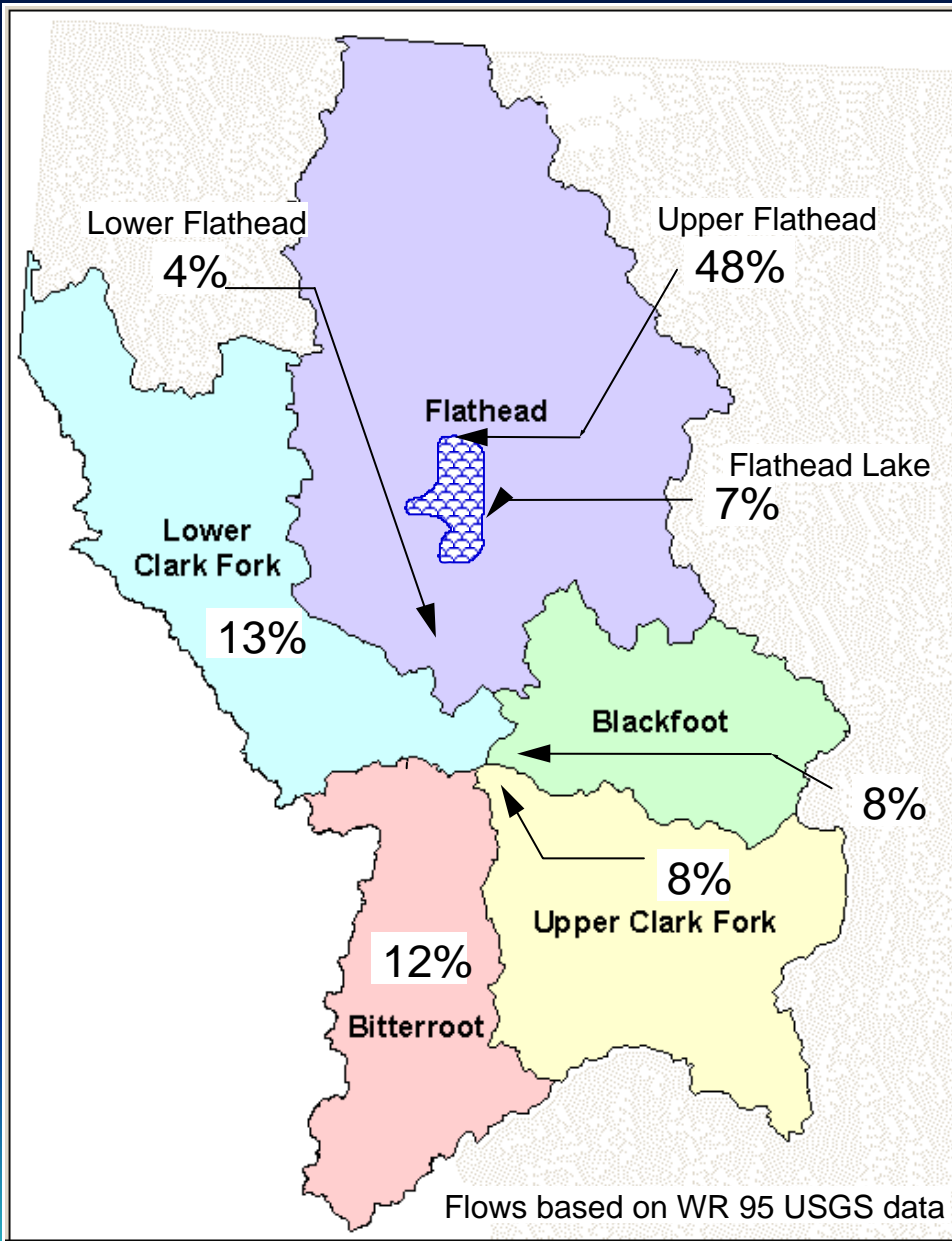 Lower Flathead
4%
Upper Flathead
48%
Flathead
Flathead Lake
7%
Lower
Clark Fork
13%
Blackfoot
8%
8%
Upper Clark Fork
12%
Bitterroot
Flows based on WR 95 USGS data